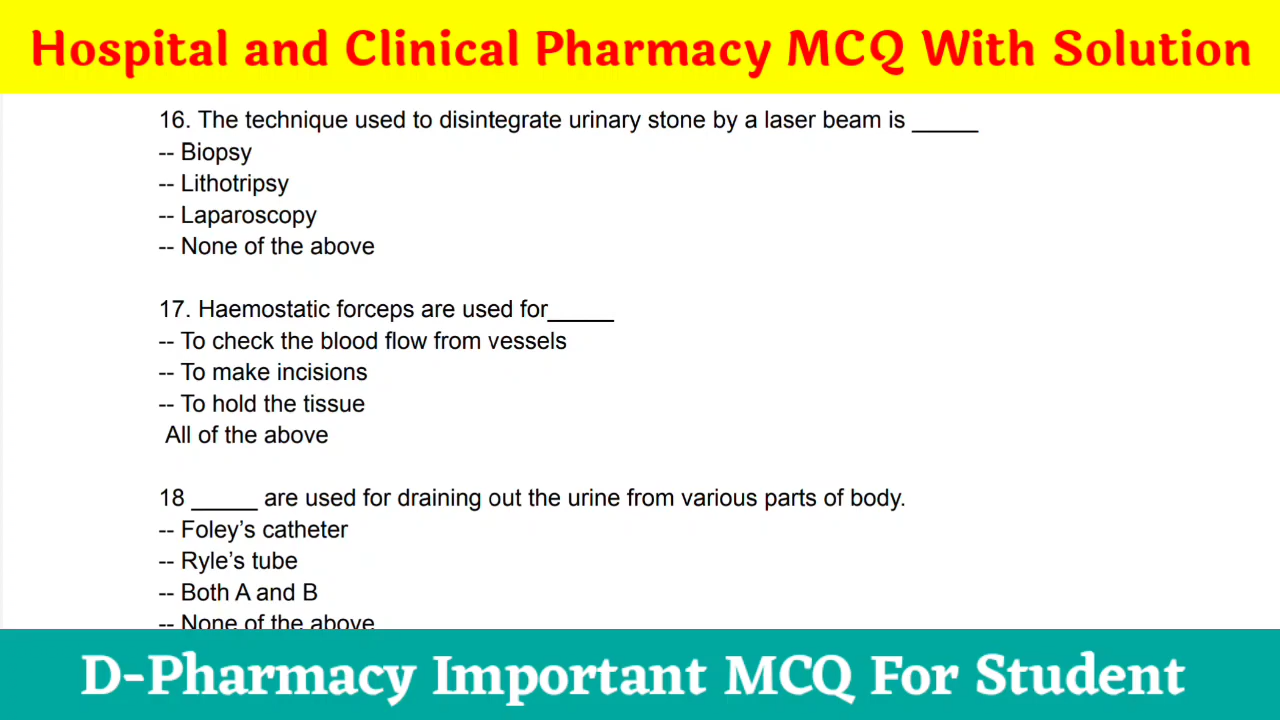 Hospital and Clinical Pharmacy MCQ With Solution
16. The technique used to disintegrate urinary stone by a laser beam is _____
-- Biopsy
-- Lithotripsy
-- Laparoscopy
-- None of the above
17. Haemostatic forceps are used for_____
-- To check the blood flow from vessels
-- To make incisions
-- To hold the tissue
All of the above
18 _____ are used for draining out the urine from various parts of body.
-- Foley’s catheter
-- Ryle’s tube
-- Both A and B
-- None of the above
D-Pharmacy Important MCQ For Student